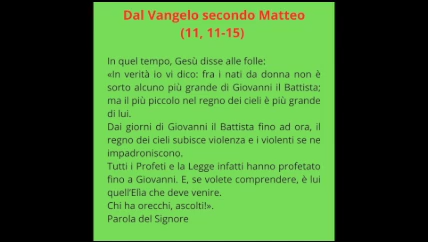 Dal Vangelo secondo Matteo
(11, 11-15)
In quel tempo, Gesù disse alle folle:
«In verità io vi dico: fra i nati da donna non è
sorto alcuno più grande di Giovanni il Battista;
ma il più piccolo nel regno dei cieli è più grande
di lui.
Dai giorni di Giovanni il Battista fino ad ora, il
regno dei cieli subisce violenza e i violenti se ne
impadroniscono.
Tutti i Profeti e la Legge infatti hanno profetato
fino a Giovanni. E, se volete comprendere, è lui
quell'Elìa che deve venire.
Chi ha orecchi, ascolti!».
Parola del Signore